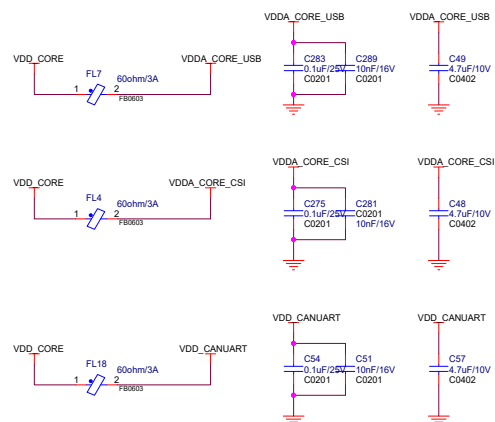 VDDA_CORE_USB
VDDA_CORE_USB
VDD_CORE
VDDA_CORE_USB
FL7
60ohm/3A
1
2
FB0603
C283
0.1uF/25V
C0201
C289
10nF/16V
C0201
C49
4.7uF/10V
C0402
VDDA_CORE_CSI
VDDA_CORE_CSI
VDD_CORE
VDDA_CORE_CSI
FL4
60ohm/3A
1
2
FB0603
C275
0.1uF/25V
C0201
C281
C0201
10nF/16V
C48
4.7uF/10V
C0402
VDD_CANUART
VDD_CANUART
VDD_CORE
VDD_CANUART
FL18
60ohm/3A
1
2
FB0603
C54
0.1uF/25V
C0201
C51
10nF/16V
C0201
C57
4.7uF/10V
C0402